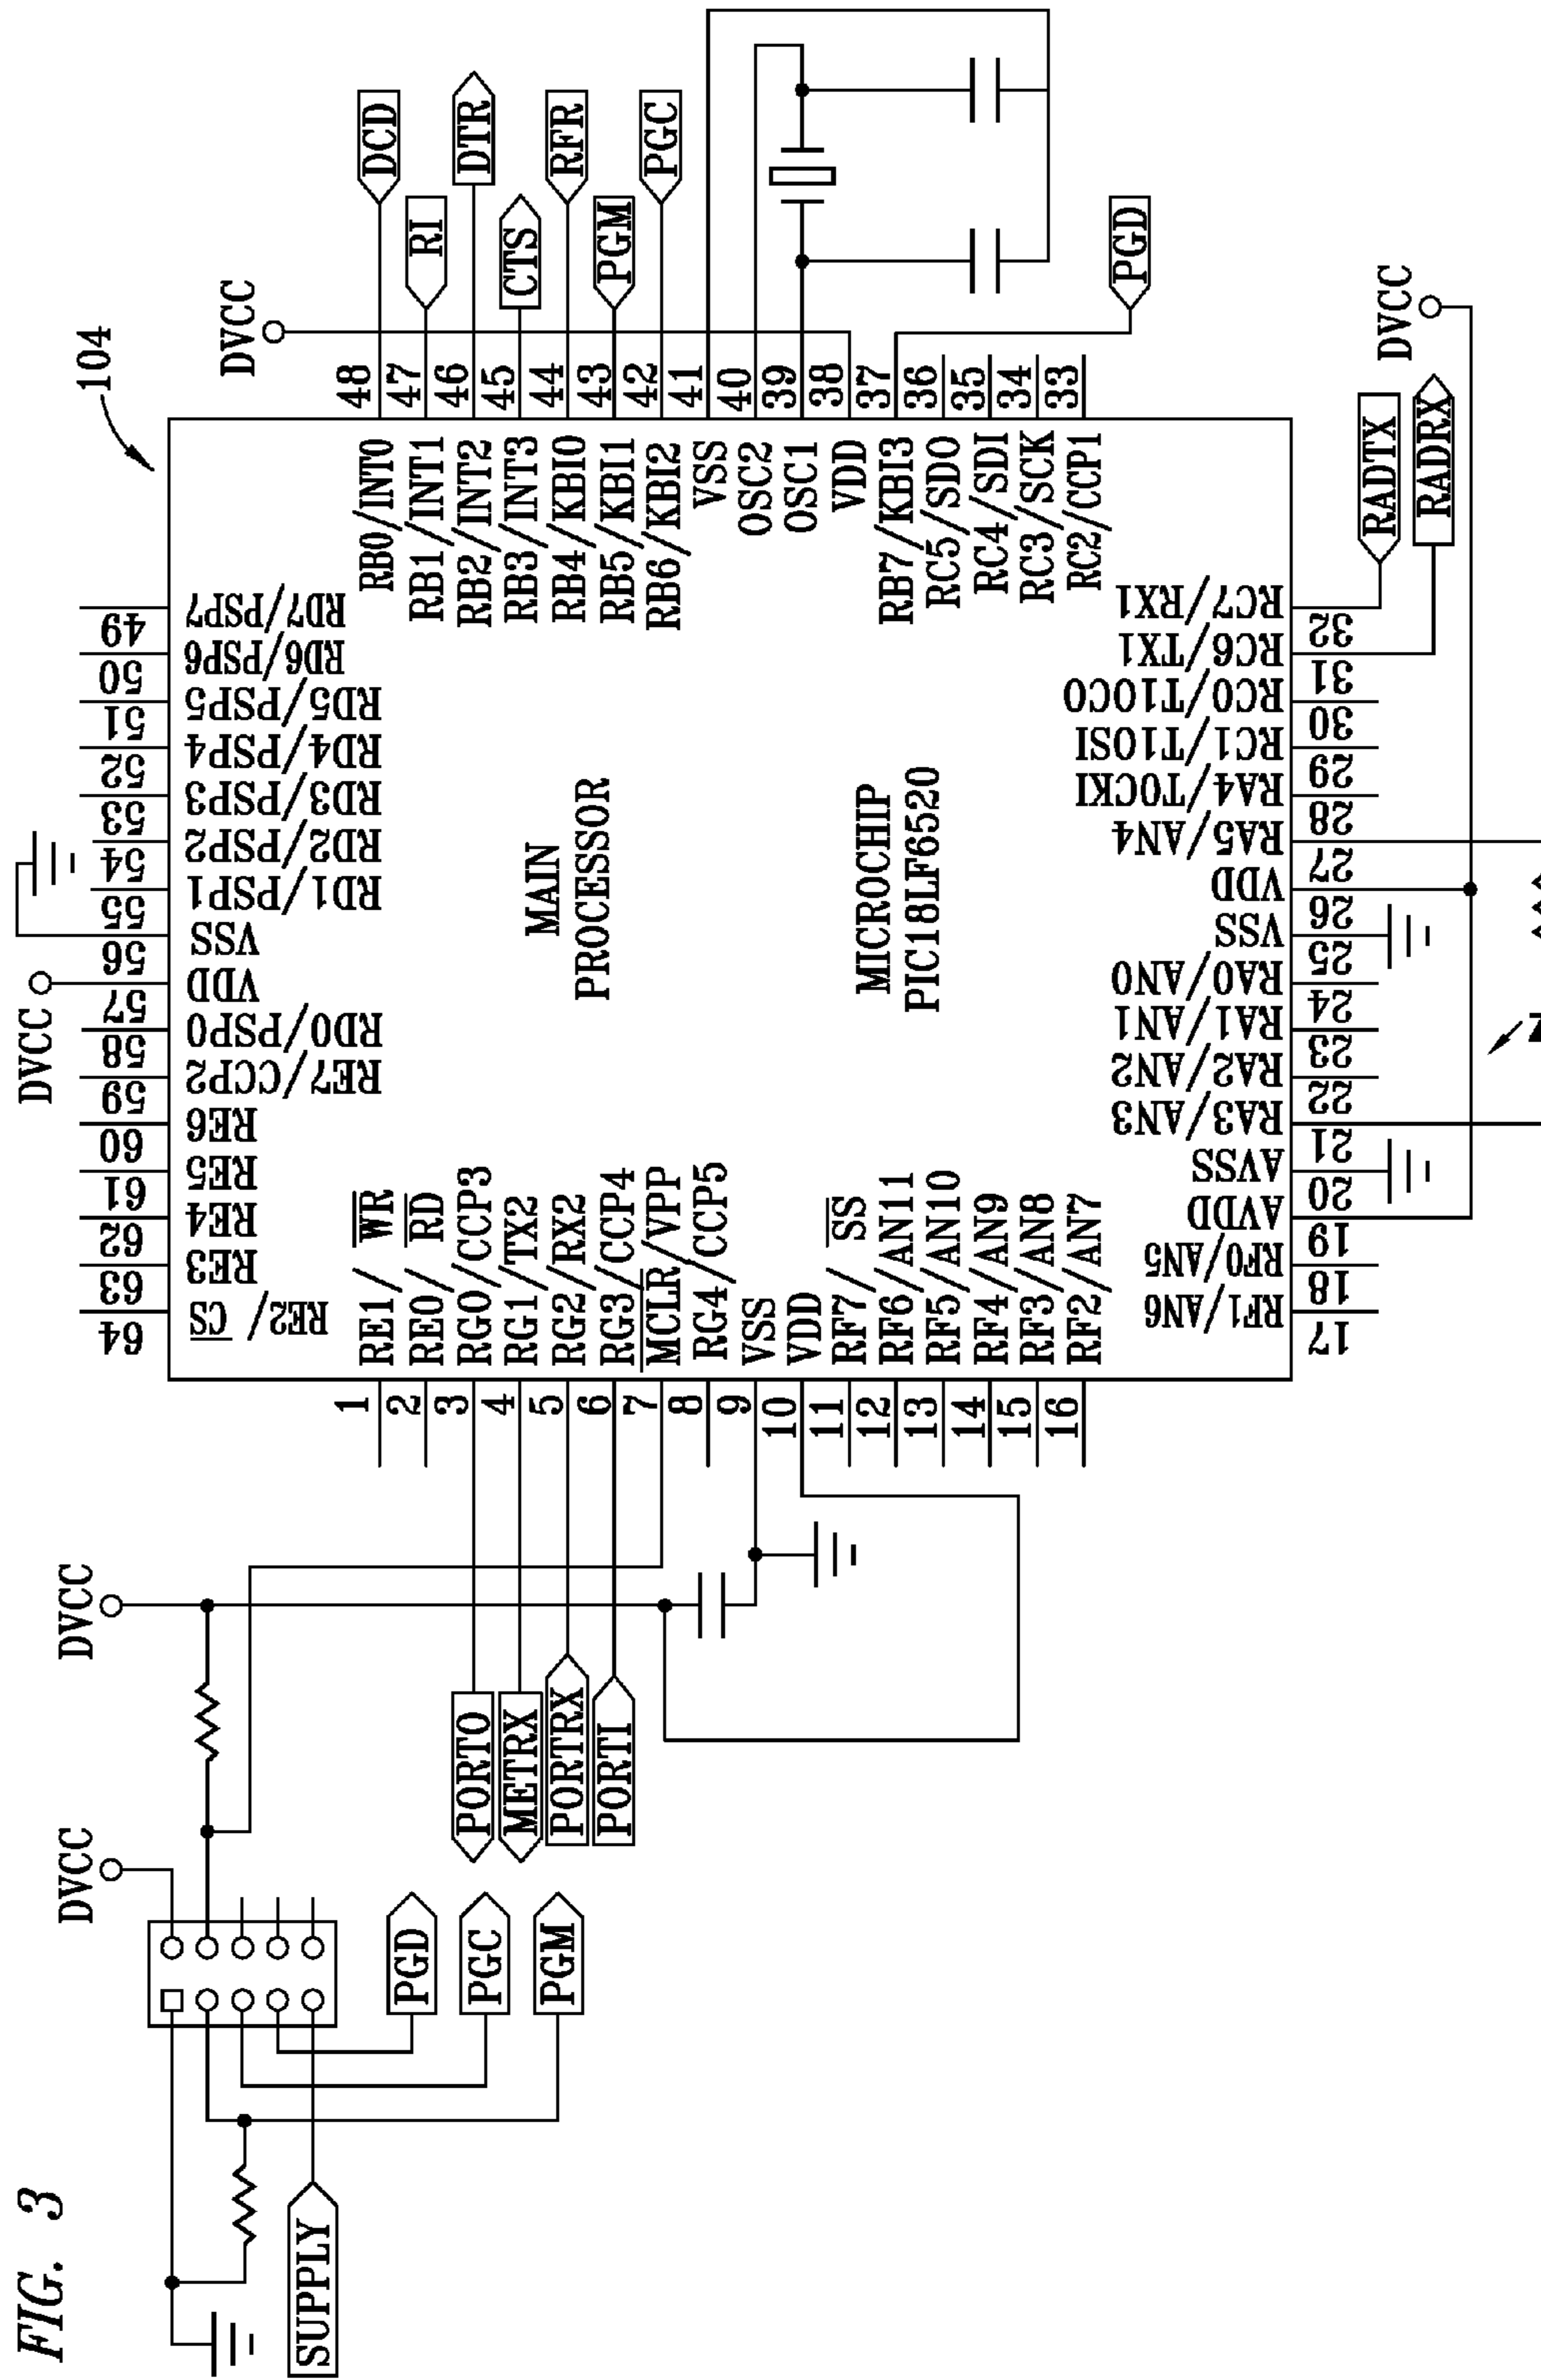 FIG. 3
104
DVCC
DVCC
DVCC
DVCC
DVCC
SUPPLY
PGD
PGC
PGM
PORTO
METRX
PORTRX
PORTI
DCD
RI
DTR
CTS
RFR
PGM
PGC
PGD
RADTX
RADRX
MAIN
PROCESSOR
MICROCHIP
PIC18LF6520
1 RE1/ WR
2 RE0/ RD
3 RG0/CCP3
4 RG1/TX2
5 RG2/RX2
6 RG3/CCP4
7 MCLR/VPP
8 RG4/CCP5
9 VSS
10 VDD
11 RF7/ SS
12 RF6/AN11
13 RF5/AN10
14 RF4/AN9
15 RF3/AN8
16 RF2/AN7
17 RF1/AN6
18 RF0/AN5
19 AVDD
20 AVSS
21 RA3/AN3
22 RA2/AN2
23 RA1/AN1
24 RA0/AN0
25 VSS
26 VDD
27 RA5/AN4
28 RA4/T0CKI
29 RC1/T1OSI
30 RC0/T1OCO
31 RC6/TX1
32 RC7/RX1
33 RC2/CCP1
34 RC3/SCK
35 RC4/SDI
36 RC5/SDO
37 RB7/KBI3
38 VDD
39 OSC1
40 OSC2
41 VSS
42 RB6/KBI2
43 RB5/KBI1
44 RB4/KBI0
45 RB3/INT3
46 RB2/INT2
47 RB1/INT1
48 RB0/INT0
49 RD7/PSP7
50 RD6/PSP6
51 RD5/PSP5
52 RD4/PSP4
53 RD3/PSP3
54 RD2/PSP2
55 RD1/PSP1
56 VSS
57 VDD
58 RD0/PSP0
59 RE7/CCP2
60 RE6
61 RE5
62 RE4
63 RE3
64 RE2/ CS